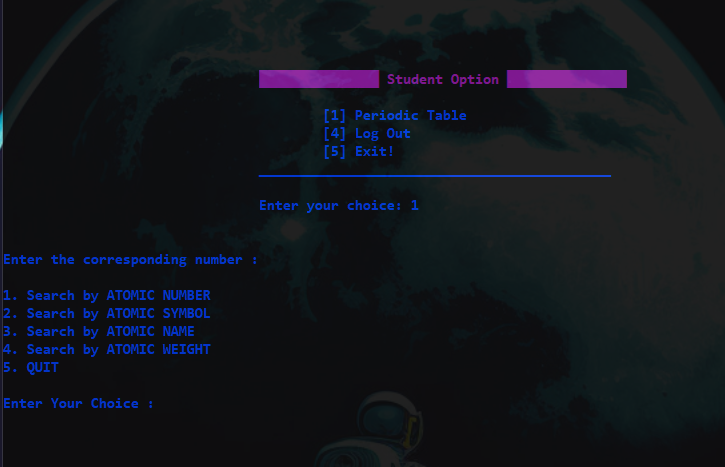 Student Option
[1] Periodic Table
[4] Log Out
[5] Exit!
Enter your choice: 1
Enter the corresponding number :
1. Search by ATOMIC NUMBER
2. Search by ATOMIC SYMBOL
3. Search by ATOMIC NAME
4. Search by ATOMIC WEIGHT
5. QUIT
Enter Your Choice :